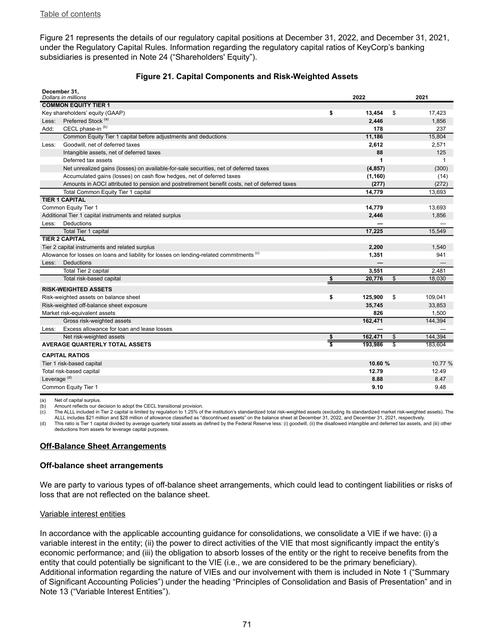 Table of contents
Figure 21 represents the details of our regulatory capital positions at December 31, 2022, and December 31, 2021,
under the Regulatory Capital Rules. Information regarding the regulatory capital ratios of KeyCorp's banking
subsidiaries is presented in Note 24 ("Shareholders' Equity").
Figure 21. Capital Components and Risk-Weighted Assets
December 31,
Dollars in millions 2022 2021
COMMON EQUITY TIER 1
Key shareholders' equity (GAAP) $ 13,454 $ 17,423
Less: Preferred Stock (a) 2,446 1,856
Add: CECL phase-in (b) 178 237
Common Equity Tier 1 capital before adjustments and deductions 11,186 15,804
Less: Goodwill, net of deferred taxes 2,612 2,571
Intangible assets, net of deferred taxes 88 125
Deferred tax assets 1 1
Net unrealized gains (losses) on available-for-sale securities, net of deferred taxes (4,857) (300)
Accumulated gains (losses) on cash flow hedges, net of deferred taxes (1,160) (14)
Amounts in AOCI attributed to pension and postretirement benefit costs, net of deferred taxes (277) (272)
Total Common Equity Tier 1 capital 14,779 13,693
TIER 1 CAPITAL
Common Equity Tier 1 14,779 13,693
Additional Tier 1 capital instruments and related surplus 2,446 1,856
Less: Deductions — —
Total Tier 1 capital 17,225 15,549
TIER 2 CAPITAL
Tier 2 capital instruments and related surplus 2,200 1,540
Allowance for losses on loans and liability for losses on lending-related commitments (c) 1,351 941
Less: Deductions — —
Total Tier 2 capital 3,551 2,481
Total risk-based capital $ 20,776 $ 18,030
RISK-WEIGHTED ASSETS
Risk-weighted assets on balance sheet $ 125,900 $ 109,041
Risk-weighted off-balance sheet exposure 35,745 33,853
Market risk-equivalent assets 826 1,500
Gross risk-weighted assets 162,471 144,394
Less: Excess allowance for loan and lease losses — —
Net risk-weighted assets $ 162,471 $ 144,394
AVERAGE QUARTERLY TOTAL ASSETS $ 193,986 $ 183,604
CAPITAL RATIOS
Tier 1 risk-based capital 10.60 % 10.77 %
Total risk-based capital 12.79 12.49
Leverage (d) 8.88 8.47
Common Equity Tier 1 9.10 9.48
(a) Net of capital surplus.
(b) Amount reflects our decision to adopt the CECL transitional provision.
(c) The ALLL included in Tier 2 capital is limited by regulation to 1.25% of the institution's standardized total risk-weighted assets (excluding its standardized market risk-weighted assets). The
ALLL includes $21 million and $28 million of allowance classified as "discontinued assets" on the balance sheet at December 31, 2022, and December 31, 2021, respectively.
(d) This ratio is Tier 1 capital divided by average quarterly total assets as defined by the Federal Reserve less: (i) goodwill, (ii) the disallowed intangible and deferred tax assets, and (iii) other
deductions from assets for leverage capital purposes.
Off-Balance Sheet Arrangements
Off-balance sheet arrangements
We are party to various types of off-balance sheet arrangements, which could lead to contingent liabilities or risks of
loss that are not reflected on the balance sheet.
Variable interest entities
In accordance with the applicable accounting guidance for consolidations, we consolidate a VIE if we have: (i) a
variable interest in the entity; (ii) the power to direct activities of the VIE that most significantly impact the entity's
economic performance; and (iii) the obligation to absorb losses of the entity or the right to receive benefits from the
entity that could potentially be significant to the VIE (i.e., we are considered to be the primary beneficiary).
Additional information regarding the nature of VIEs and our involvement with them is included in Note 1 ("Summary
of Significant Accounting Policies") under the heading "Principles of Consolidation and Basis of Presentation" and in
Note 13 ("Variable Interest Entities").
71